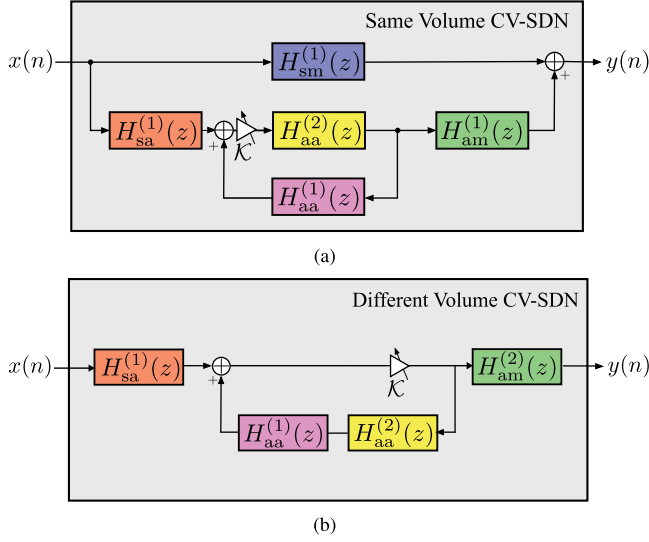 Same Volume CV-SDN
x(n) H_sm^(1)(z) y(n)
+
H_sa^(1)(z) + K H_aa^(2)(z) H_am^(1)(z)
H_aa^(1)(z)
(a)
Different Volume CV-SDN
x(n) H_sa^(1)(z) + K H_am^(2)(z) y(n)
H_aa^(1)(z) H_aa^(2)(z)
(b)